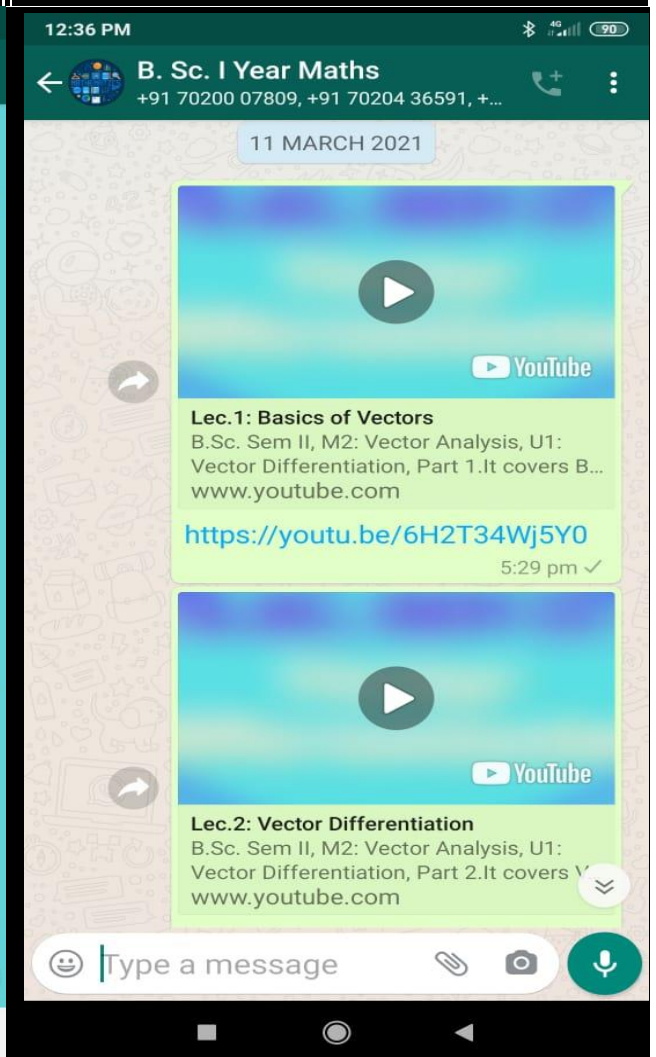 12:36 PM
4G
90
B. Sc. I Year Maths
+91 70200 07809, +91 70204 36591, +...
11 MARCH 2021
YouTube
Lec.1: Basics of Vectors
B.Sc. Sem II, M2: Vector Analysis, U1:
Vector Differentiation, Part 1.It covers B...
www.youtube.com
https://youtu.be/6H2T34Wj5Y0
5:29 pm
YouTube
Lec.2: Vector Differentiation
B.Sc. Sem II, M2: Vector Analysis, U1:
Vector Differentiation, Part 2.It covers
www.youtube.com
Type a message